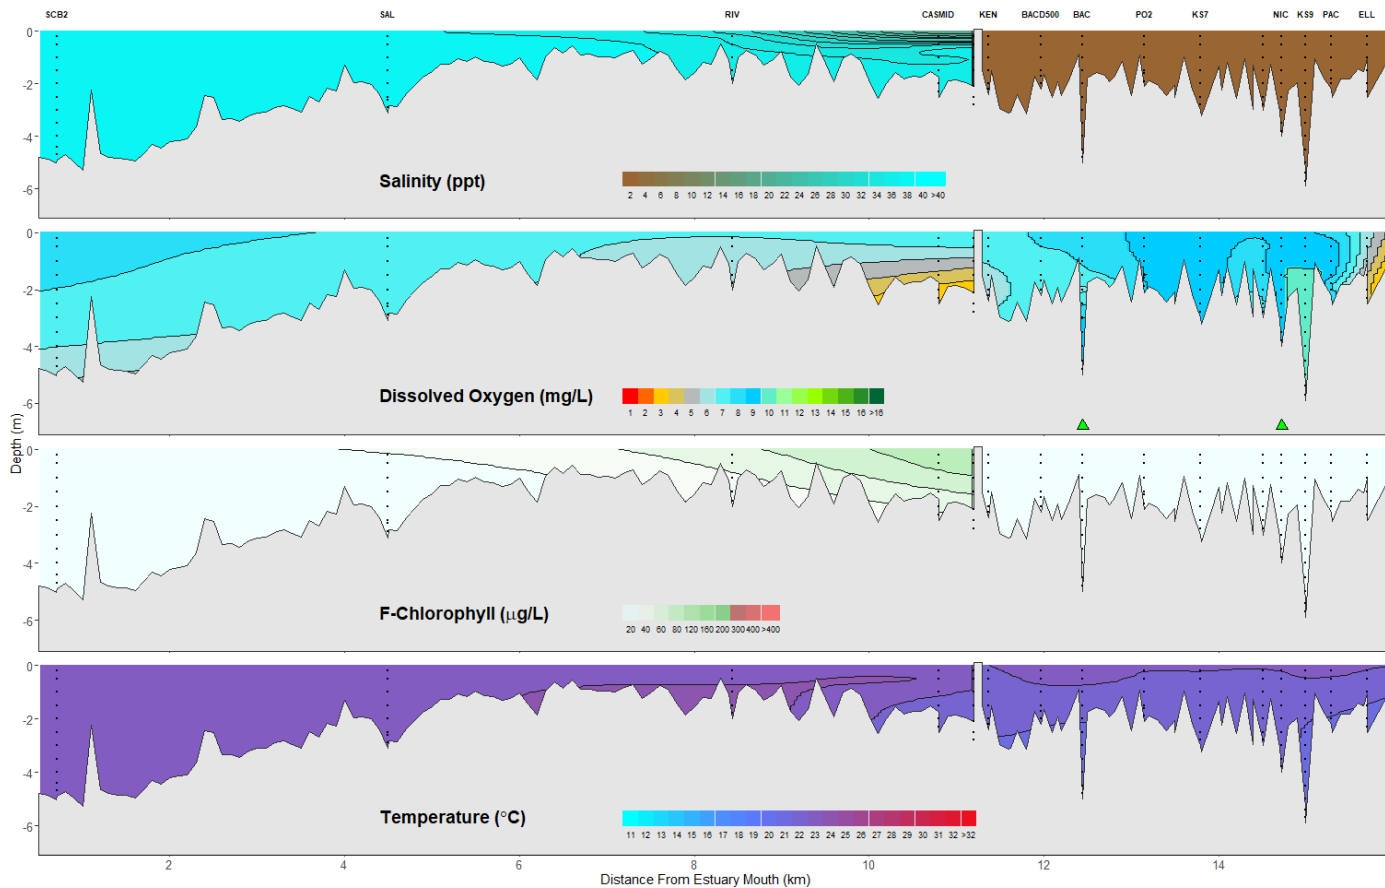 SCB2 SAL RIV CASMID KEN BACD500 BAC PO2 KS7 NIC KS9 PAC ELL
0
-2
-4
-6
Salinity (ppt)
2 4 6 8 10 12 14 16 18 20 22 24 26 28 30 32 34 36 38 40 >40
0
-2
-4
-6
Dissolved Oxygen (mg/L)
1 2 3 4 5 6 7 8 9 10 11 12 13 14 15 16 >16
Depth (m)
0
-2
-4
-6
F-Chlorophyll (μg/L)
20 40 60 80 120 160 200 300 400 >400
0
-2
-4
-6
Temperature (°C)
11 12 13 14 15 16 17 18 19 20 21 22 23 24 25 26 27 28 29 30 31 32 >32
2 4 6 8 10 12 14
Distance From Estuary Mouth (km)